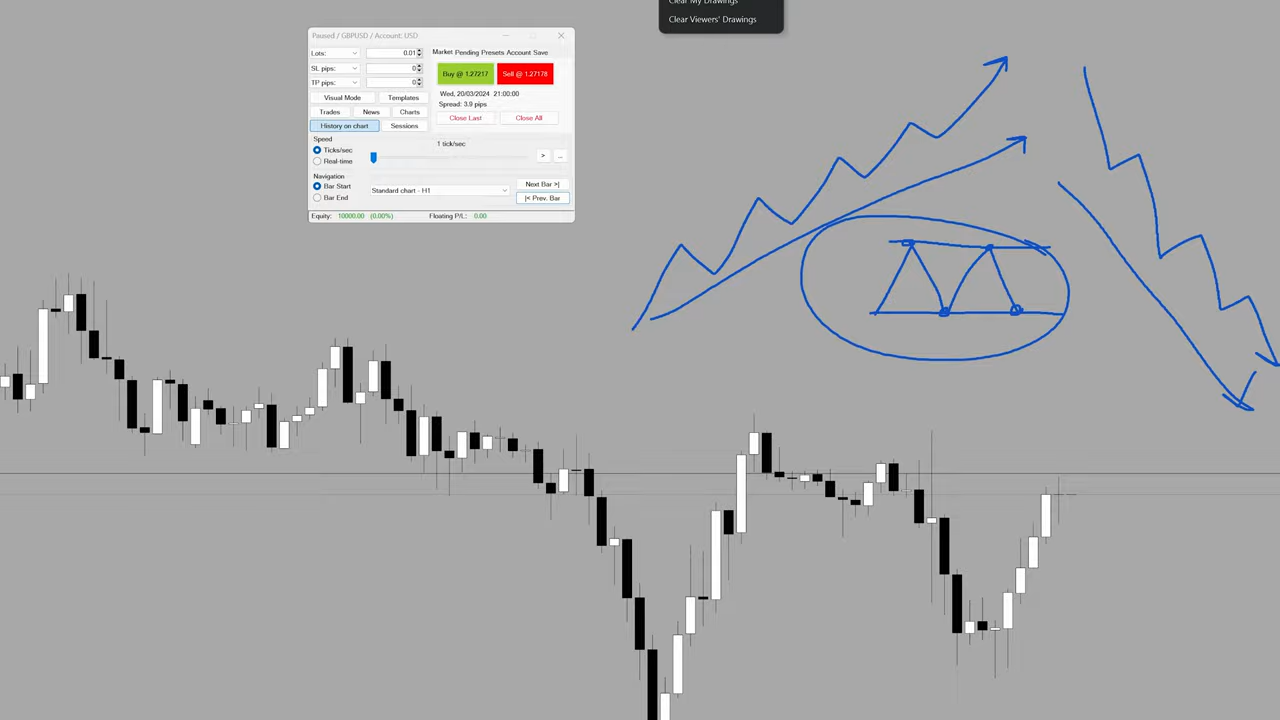 Clear My Drawings
Clear Viewers' Drawings
Paused / GBPUSD / Account: USD
Lots: 0.01
Market Pending Presets Account Save
SL pips: 0
Buy @ 1.27217 Sell @ 1.27178
TP pips: 0
Wed, 20/03/2024 21:00:00
Visual Mode Templates
Spread: 3.9 pips
Trades News Charts
Close Last Close All
History on chart Sessions
Speed
1 tick/sec
Ticks/sec
> ...
Real-time
Navigation
Next Bar >|
Bar Start
Standard chart - H1
Bar End
|< Prev. Bar
Equity: 10000.00 (0.00%) Floating P/L: 0.00